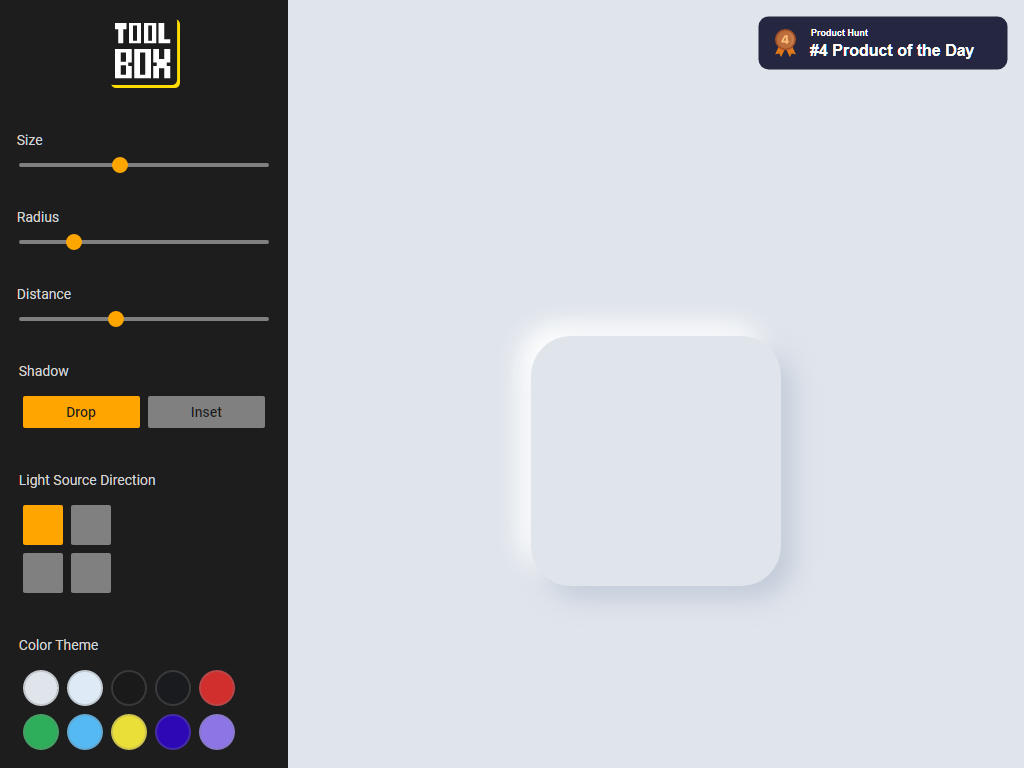 TOOL
BOX
Product Hunt
4
#4 Product of the Day
Size
Radius
Distance
Shadow
Drop
Inset
Light Source Direction
Color Theme